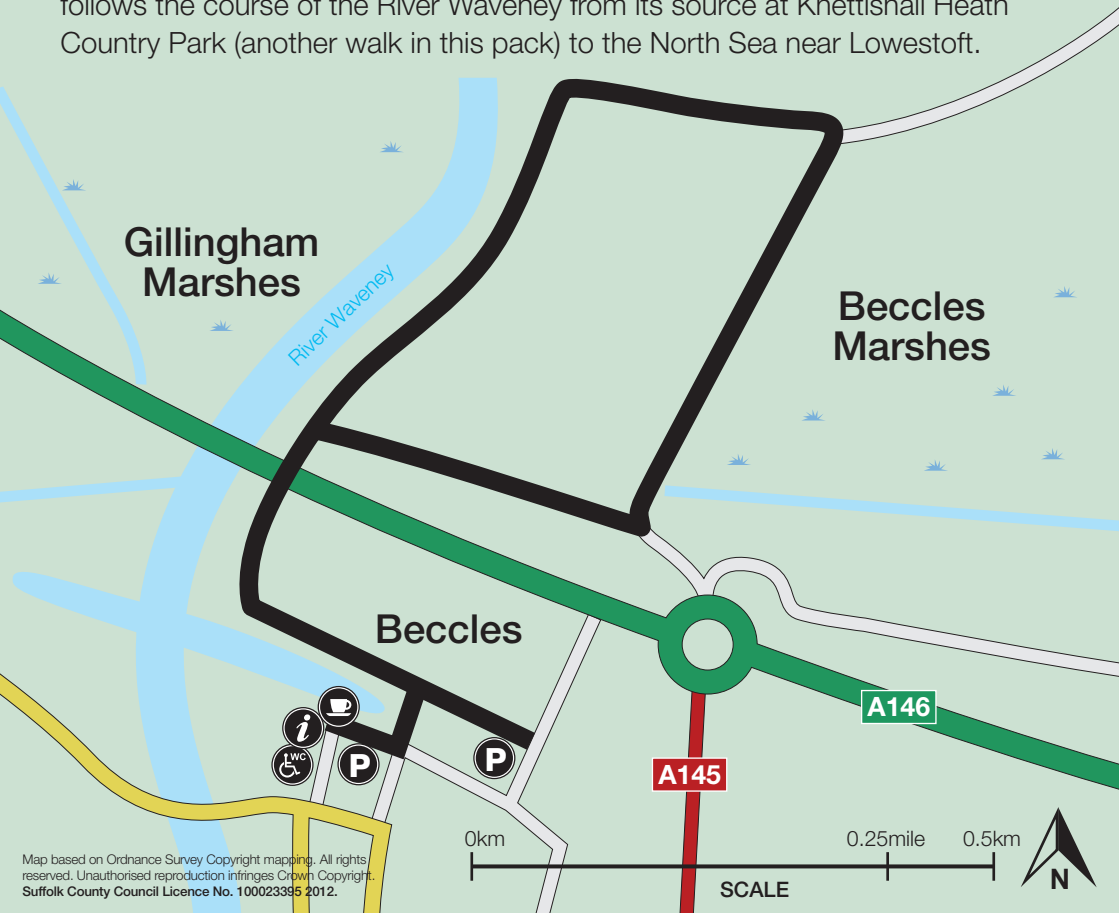 follows the course of the River Waveney from its source at Knettishall Heath
Country Park (another walk in this pack) to the North Sea near Lowestoft.
Gillingham
Marshes
River Waveney
Beccles
Marshes
Beccles
A146
A145
i
WC
P
P
0km
0.25mile
0.5km
SCALE
N
Map based on Ordnance Survey Copyright mapping. All rights
reserved. Unauthorised reproduction infringes Crown Copyright.
Suffolk County Council Licence No. 100023395 2012.